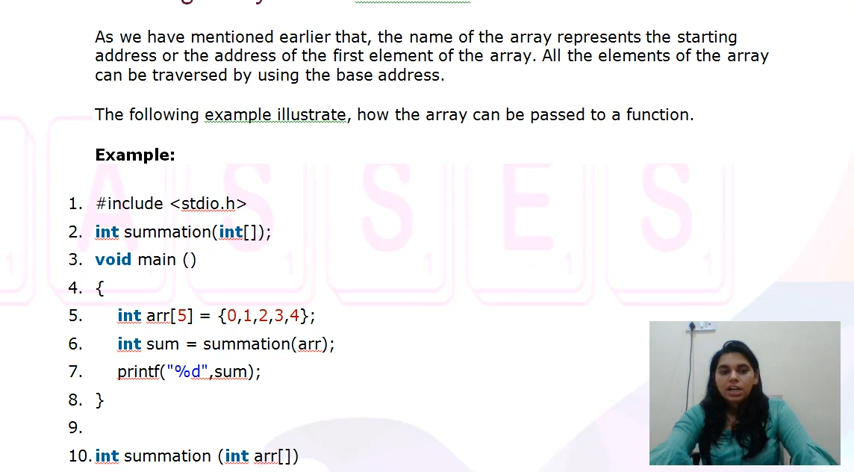 As we have mentioned earlier that, the name of the array represents the starting
address or the address of the first element of the array. All the elements of the array
can be traversed by using the base address.
The following example illustrate, how the array can be passed to a function.
Example:
1. #include <stdio.h>
2. int summation(int[]);
3. void main ()
4. {
5. int arr[5] = {0,1,2,3,4};
6. int sum = summation(arr);
7. printf("%d",sum);
8. }
9.
10. int summation (int arr[])
A S S E S
1 1 1 1